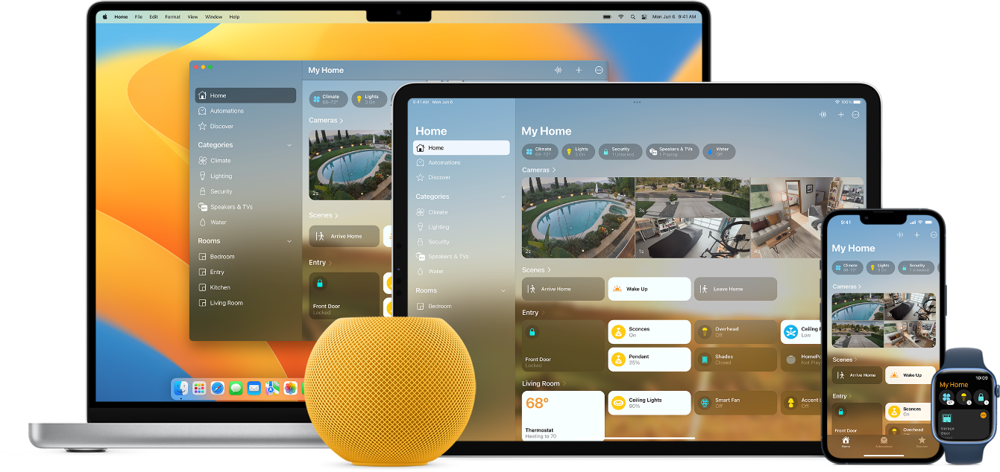 Home File Edit Format View Window Help
Mon Jun 6 9:41 AM
My Home
Home
Automations
Discover
Categories
Climate
Lighting
Security
Speakers & TVs
Water
Rooms
Bedroom
Entry
Kitchen
Living Room
Climate
68–72°
Lights
3 On
Cameras
2s
Scenes
Arrive Home
Entry
Front Door
Locked
9:41 AM Mon Jun 6
100%
Home
Home
Automations
Discover
Categories
Climate
Lighting
Security
Speakers & TVs
Water
Rooms
Bedroom
My Home
Climate
68–72°
Lights
3 On
Security
1 Unlocked
Speakers & TVs
1 Playing
Water
Off
Cameras
2s
3s
1s
4s
Scenes
Arrive Home
Wake Up
Leave Home
Entry
Front Door
Locked
Sconces
On
Overhead
Off
Ceiling
Low
Pendant
25%
Shades
Closed
HomePo
Not Play
Living Room
68°
Thermostat
Heating to 70
Ceiling Lights
90%
Smart Fan
Off
Accent L
Off
9:41
My Home
Climate
68–72°
Lights
3 On
Security
1 Unlocked
Cameras
3s
Scenes
Arrive Home
Wake Up
Entry
Front Door
Sconces
On
Overhead
Off
Home
Automations
Discover
10:09
My Home
Garage
Door